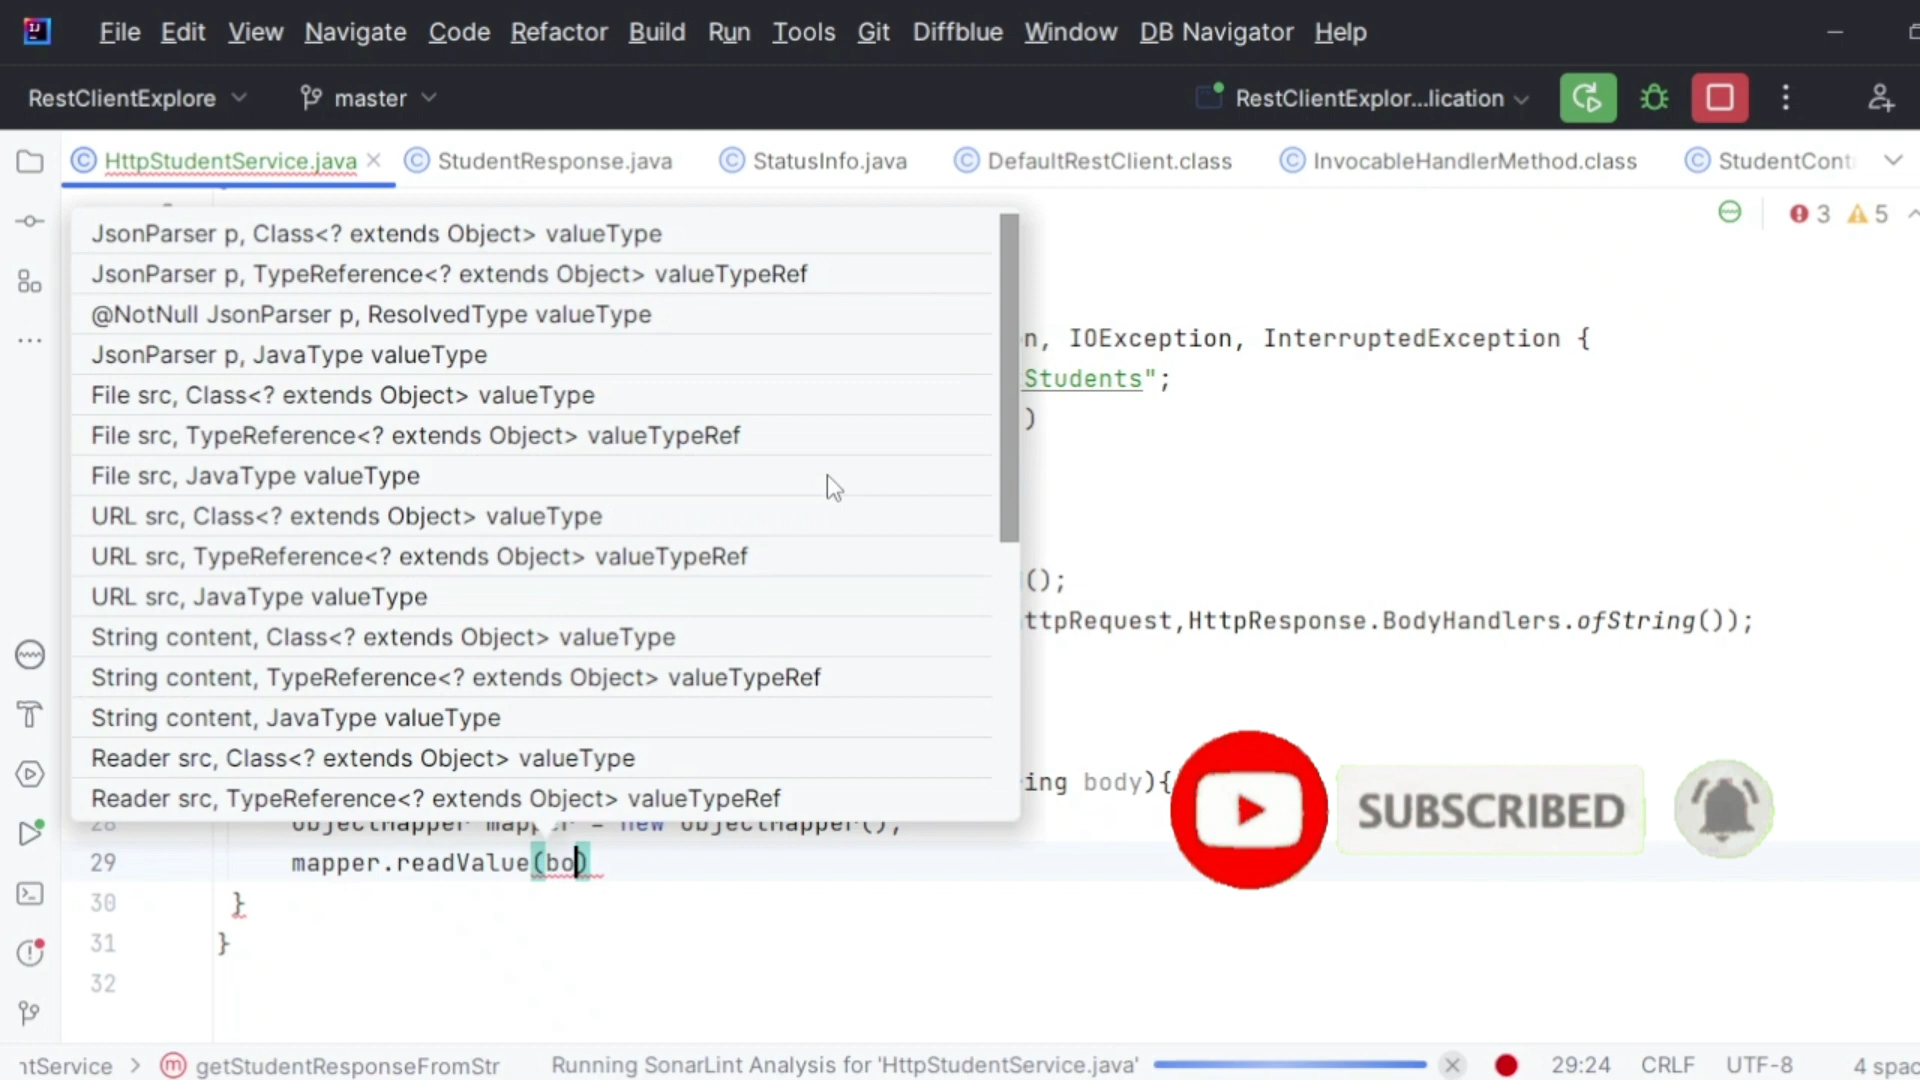 File Edit View Navigate Code Refactor Build Run Tools Git Diffblue Window DB Navigator Help
RestClientExplore master RestClientExplor...lication
HttpStudentService.java StudentResponse.java StatusInfo.java DefaultRestClient.class InvocableHandlerMethod.class StudentCont
3 5
JsonParser p, Class<? extends Object> valueType
JsonParser p, TypeReference<? extends Object> valueTypeRef
@NotNull JsonParser p, ResolvedType valueType
n, IOException, InterruptedException {
JsonParser p, JavaType valueType
Students";
File src, Class<? extends Object> valueType
)
File src, TypeReference<? extends Object> valueTypeRef
File src, JavaType valueType
URL src, Class<? extends Object> valueType
URL src, TypeReference<? extends Object> valueTypeRef
();
URL src, JavaType valueType
ttpRequest,HttpResponse.BodyHandlers.ofString());
String content, Class<? extends Object> valueType
String content, TypeReference<? extends Object> valueTypeRef
String content, JavaType valueType
Reader src, Class<? extends Object> valueType
ing body){
Reader src, TypeReference<? extends Object> valueTypeRef
SUBSCRIBED
28 ObjectMapper mapper = new ObjectMapper();
29 mapper.readValue(bo)
30 }
31 }
32
ntService > getStudentResponseFromStr Running SonarLint Analysis for 'HttpStudentService.java' 29:24 CRLF UTF-8 4 spac